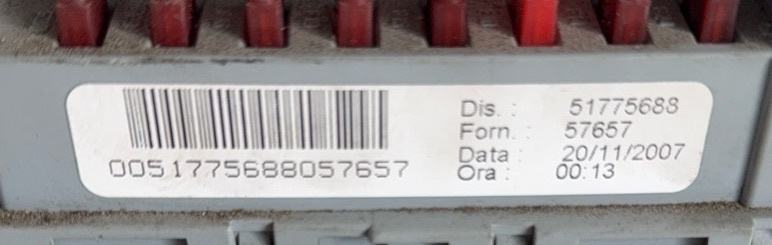 Dis. : 51775688
Forn. : 57657
Data : 20/11/2007
Ora : 00:13
0051775688057657